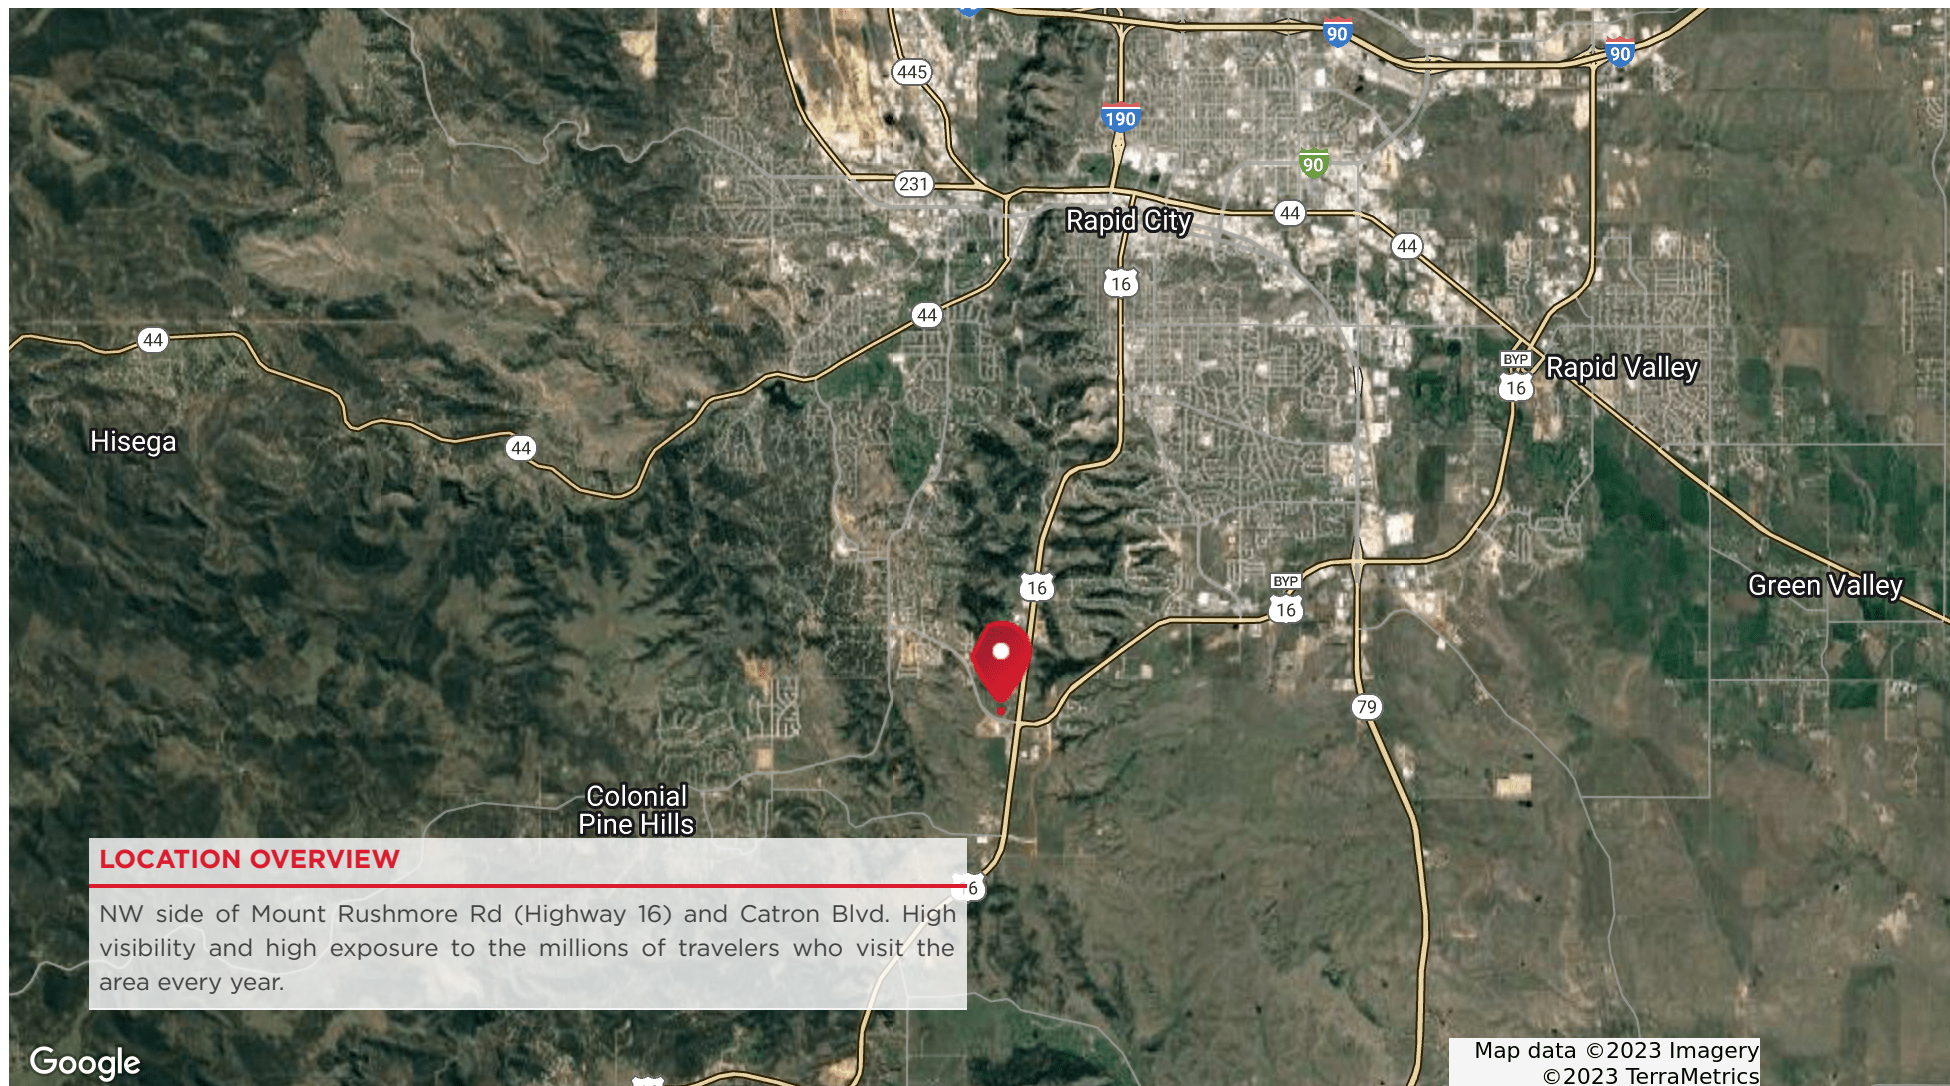 90
90
445
190
90
231
44
Rapid City
44
16
44
44
BYP
Rapid Valley
16
Hisega
44
BYP
16
16
Green Valley
79
Colonial
Pine Hills
LOCATION OVERVIEW
16
NW side of Mount Rushmore Rd (Highway 16) and Catron Blvd. High
visibility and high exposure to the millions of travelers who visit the
area every year.
Google
Map data ©2023 Imagery
©2023 TerraMetrics